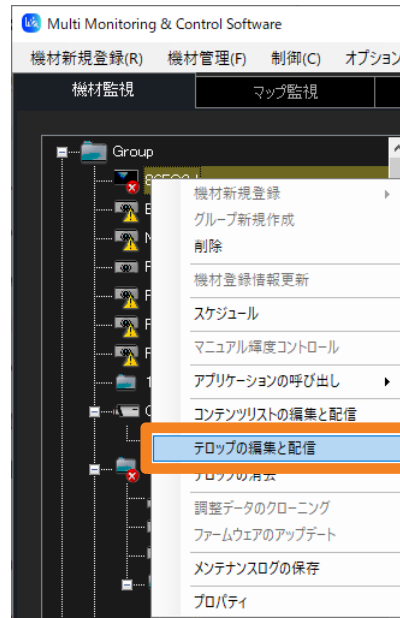 Multi Monitoring & Control Software
機材新規登録(R) 機材管理(F) 制御(C) オプション
機材監視 マップ監視
Group
機材新規登録
グループ新規作成
削除
機材登録情報更新
スケジュール
マニュアル輝度コントロール
アプリケーションの呼び出し
コンテンツリストの編集と配信
テロップの編集と配信
テロップの消去
調整データのクローニング
ファームウェアのアップデート
メンテナンスログの保存
プロパティ